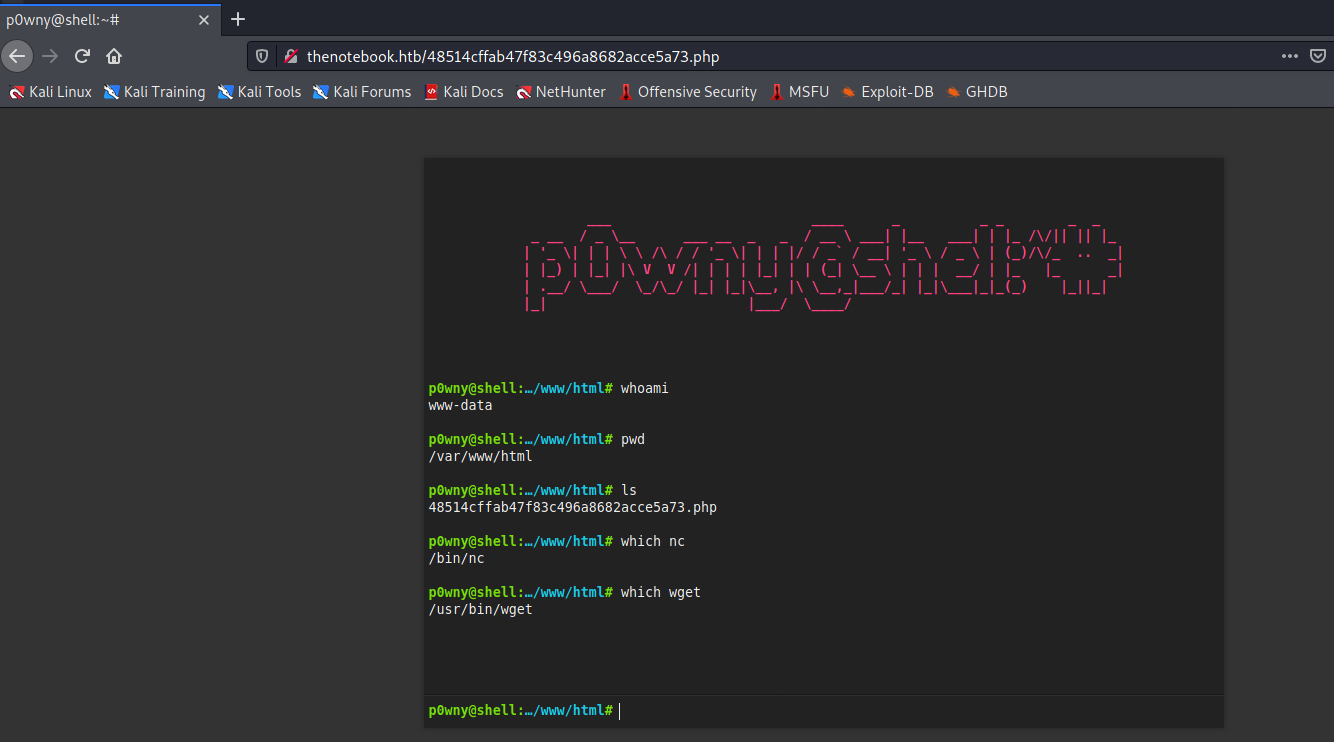 p0wny@shell:~#
thenotebook.htb/48514cffab47f83c496a8682acce5a73.php
Kali Linux Kali Training Kali Tools Kali Forums Kali Docs NetHunter Offensive Security MSFU Exploit-DB GHDB
p0wny@shell:~#
p0wny@shell:…/www/html# whoami
www-data
p0wny@shell:…/www/html# pwd
/var/www/html
p0wny@shell:…/www/html# ls
48514cffab47f83c496a8682acce5a73.php
p0wny@shell:…/www/html# which nc
/bin/nc
p0wny@shell:…/www/html# which wget
/usr/bin/wget
p0wny@shell:…/www/html#